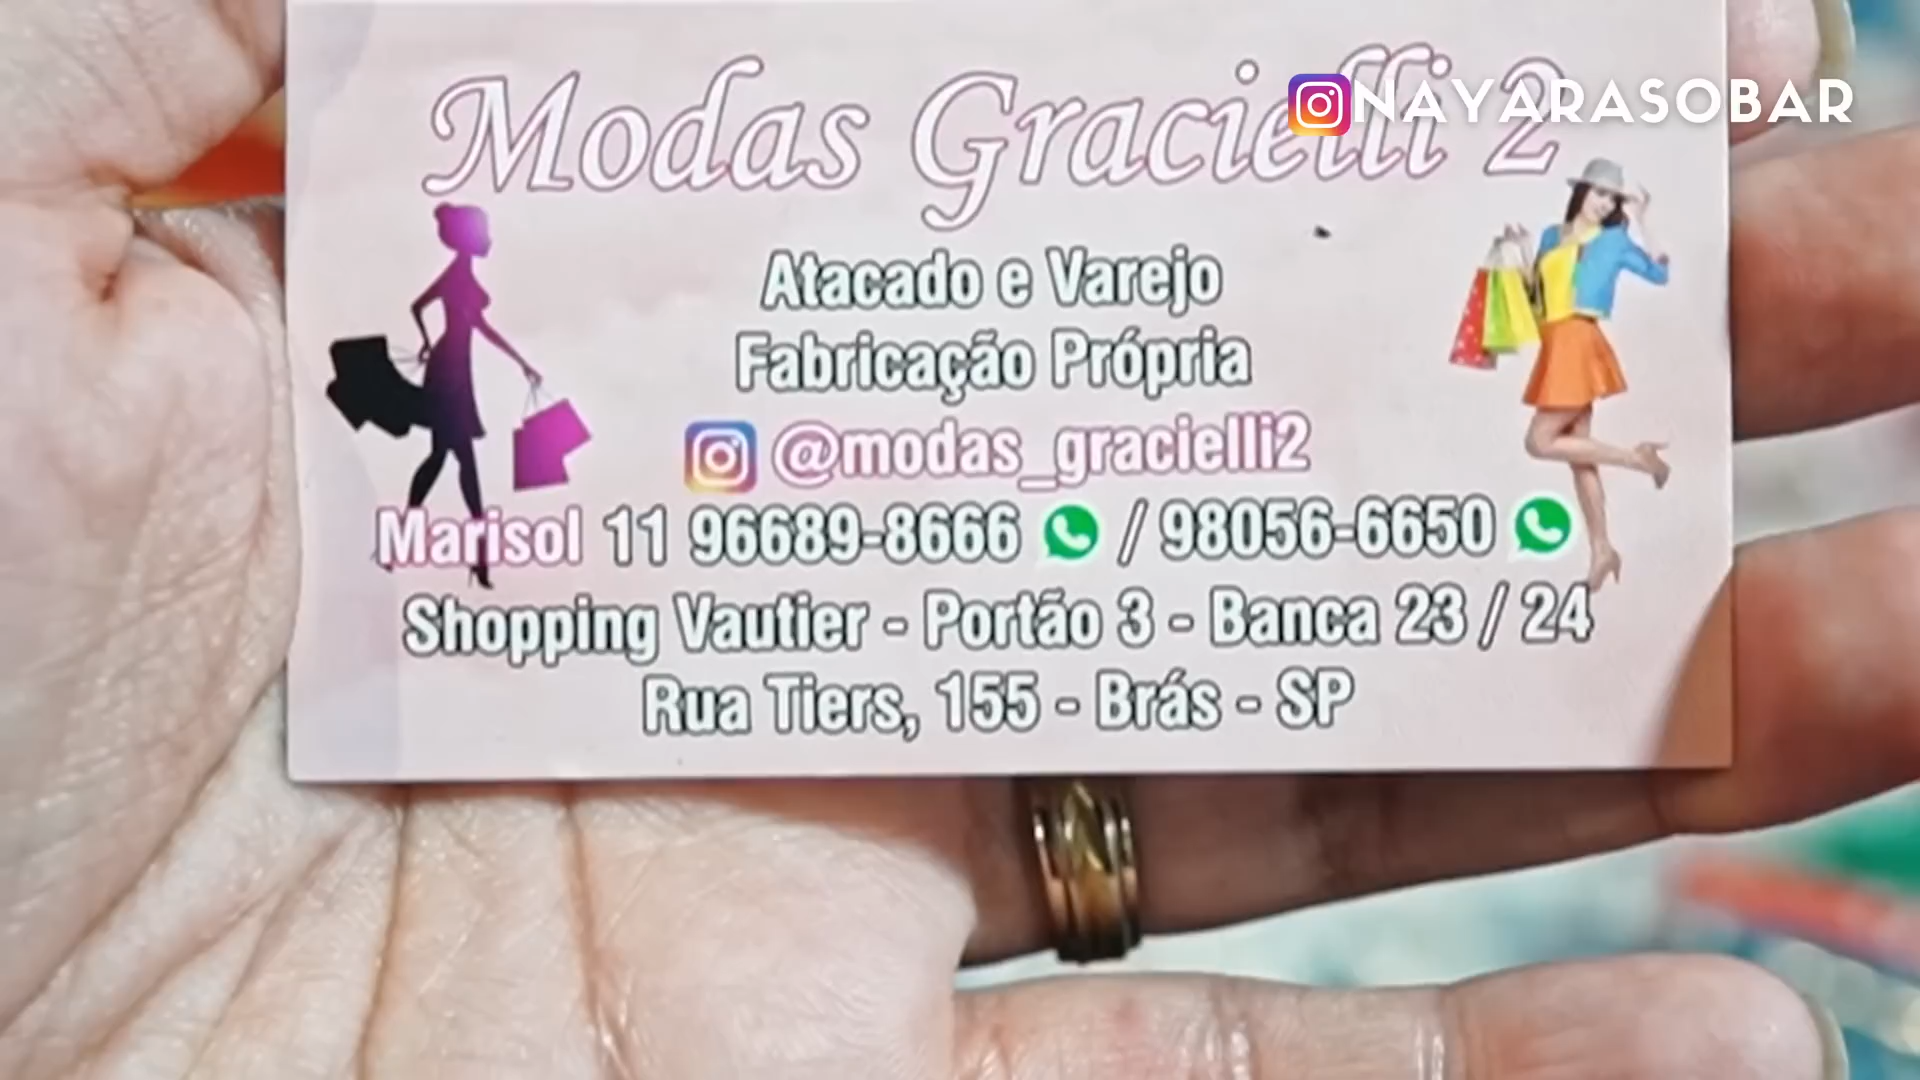 Modas Gracielli 2
NAYARASOBAR
Atacado e Varejo
Fabricação Própria
@modas_gracielli2
Marisol 11 96689-8666 / 98056-6650
Shopping Vautier - Portão 3 - Banca 23 / 24
Rua Tiers, 155 - Brás - SP